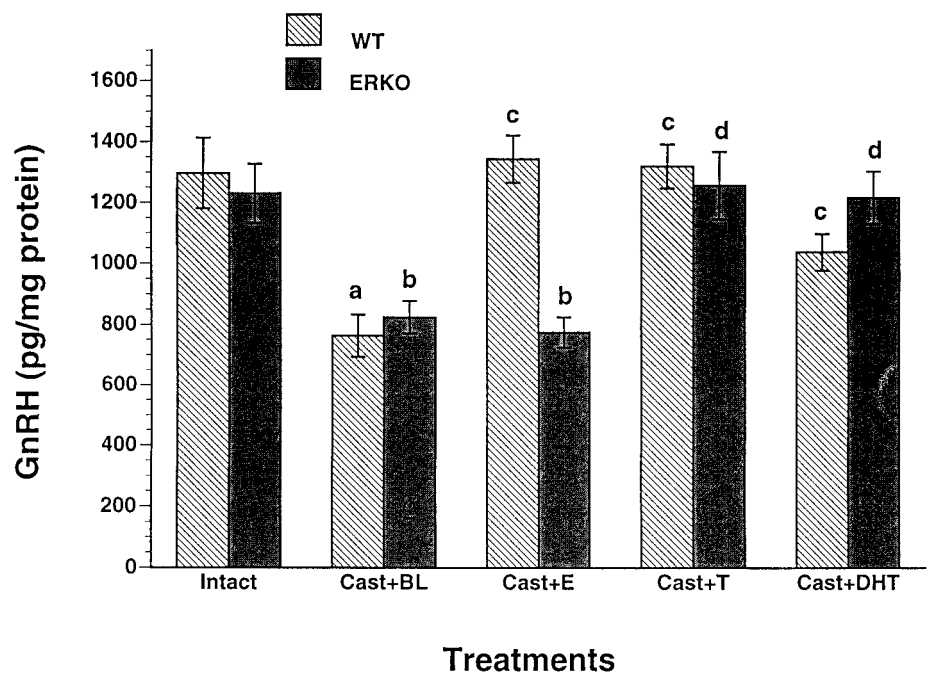 WT
ERKO
GnRH (pg/mg protein)
1600
1400
1200
1000
800
600
400
200
0
c
c
d
d
c
a
b
b
Intact
Cast+BL
Cast+E
Cast+T
Cast+DHT
Treatments